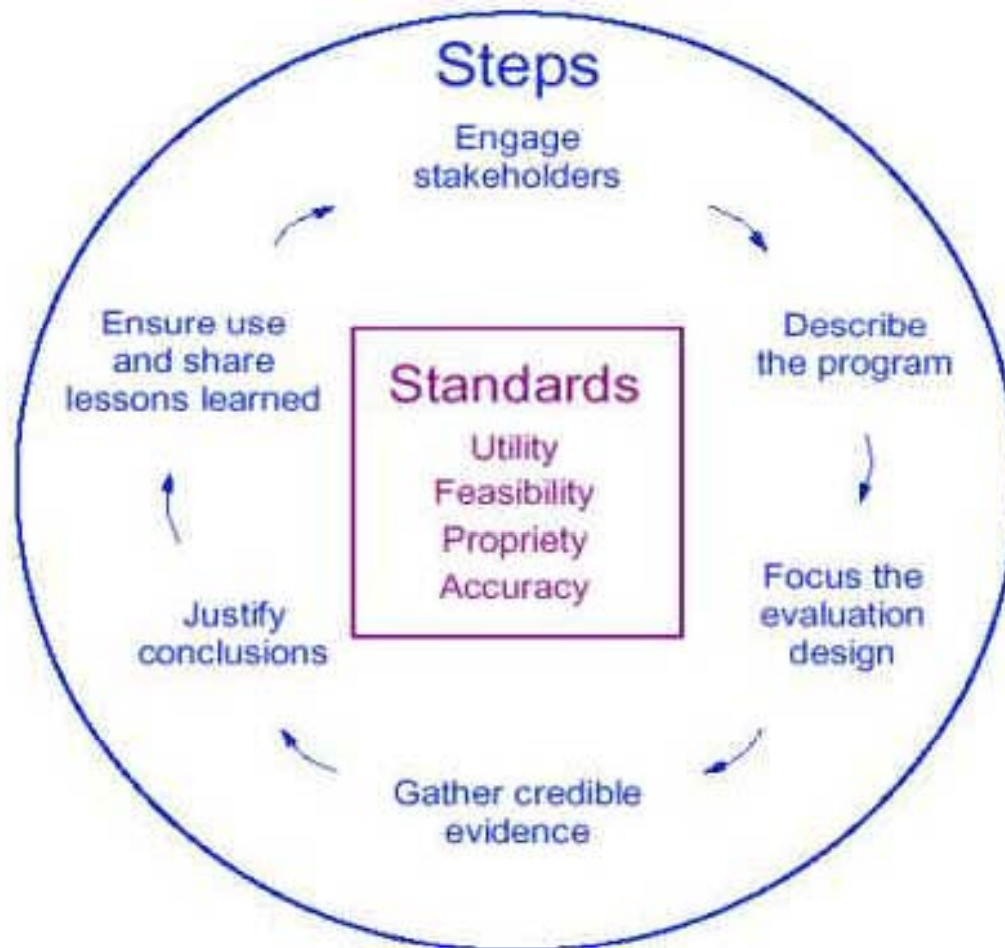 Steps
Engage
stakeholders
Describe
the program
Focus the
evaluation
design
Gather credible
evidence
Justify
conclusions
Ensure use
and share
lessons learned
Standards
Utility
Feasibility
Propriety
Accuracy